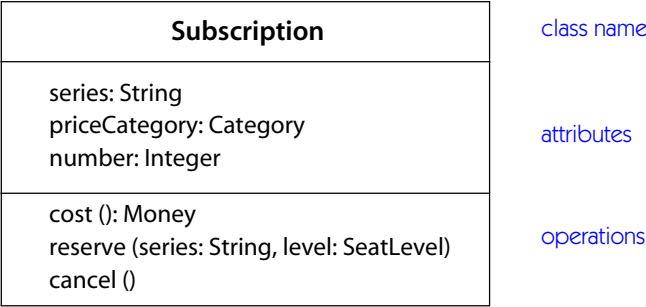 Subscription
class name
series: String
priceCategory: Category
number: Integer
attributes
cost (): Money
reserve (series: String, level: SeatLevel)
cancel ()
operations